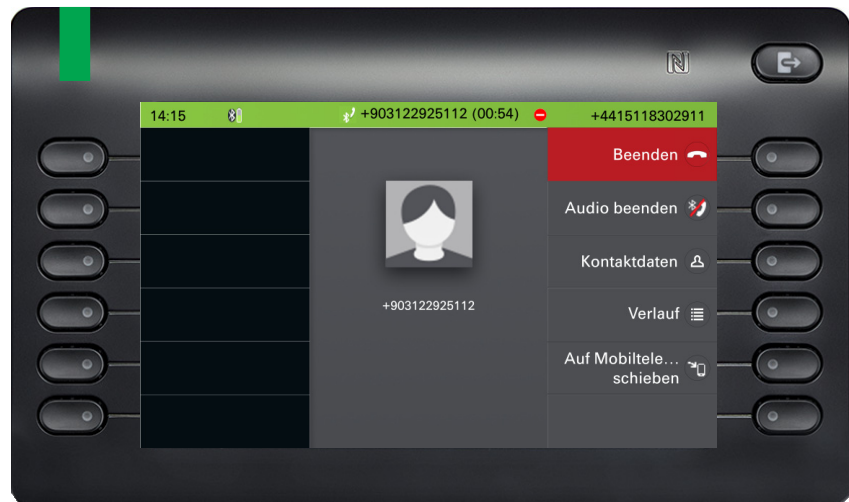 14:15 +903122925112 (00:54) +4415118302911
Beenden
Audio beenden
Kontaktdaten
+903122925112
Verlauf
Auf Mobiltele...
schieben